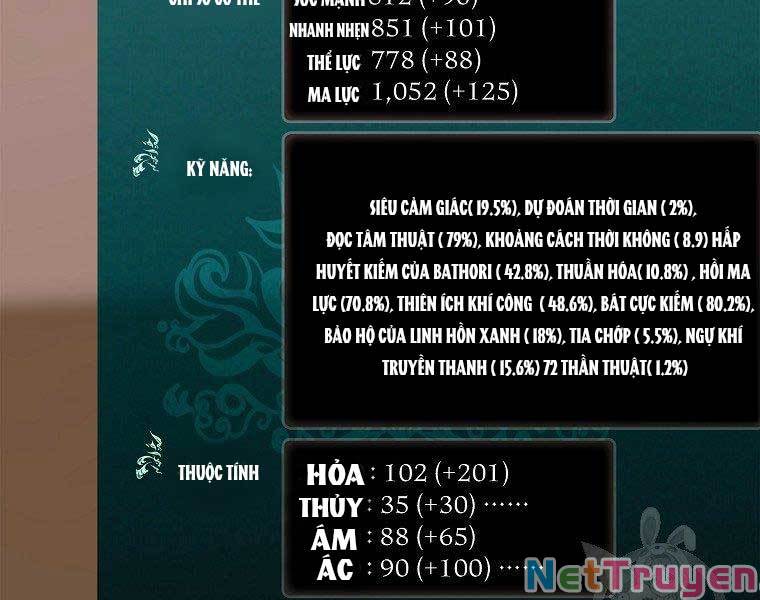 SỨC MẠNH 812 (+96)
NHANH NHẸN 851 (+101)
THỂ LỰC 778 (+88)
MA LỰC 1,052 (+125)
KỸ NĂNG:
SIÊU CẢM GIÁC( 19.5%), DỰ ĐOÁN THỜI GIAN ( 2%),
ĐỌC TÂM THUẬT ( 79%), KHOẢNG CÁCH THỜI KHÔNG ( 8.9) HẤP
HUYẾT KIẾM CỦA BATHORI ( 42.8%), THUẦN HÓA( 10.8%) , HỒI MA
LỰC (70.8%), THIÊN ÍCH KHÍ CÔNG ( 48.6%), BÁT CỰC KIẾM ( 80.2%),
BẢO HỘ CỦA LINH HỒN XANH ( 18%), TIA CHỚP ( 5.5%), NGỰ KHÍ
TRUYỀN THANH ( 15.6%) 72 THẦN THUẬT( 1.2%)
THUỘC TÍNH
HỎA : 102 (+201)
THỦY : 35 (+30) ······
ÁM : 88 (+65)
ÁC : 90 (+100) ······
NetTruyen